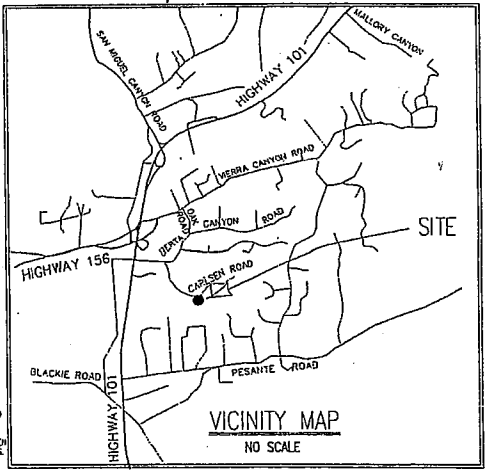 MALLORY CANYON
SAN MIGUEL CANYON ROAD
HIGHWAY 101
VIERRA CANYON ROAD
BERTA CANYON ROAD
OAK ROAD
SITE
HIGHWAY 156
CARLSEN ROAD
BLACKIE ROAD
PESANTE ROAD
HIGHWAY 101
VICINITY MAP
NO SCALE